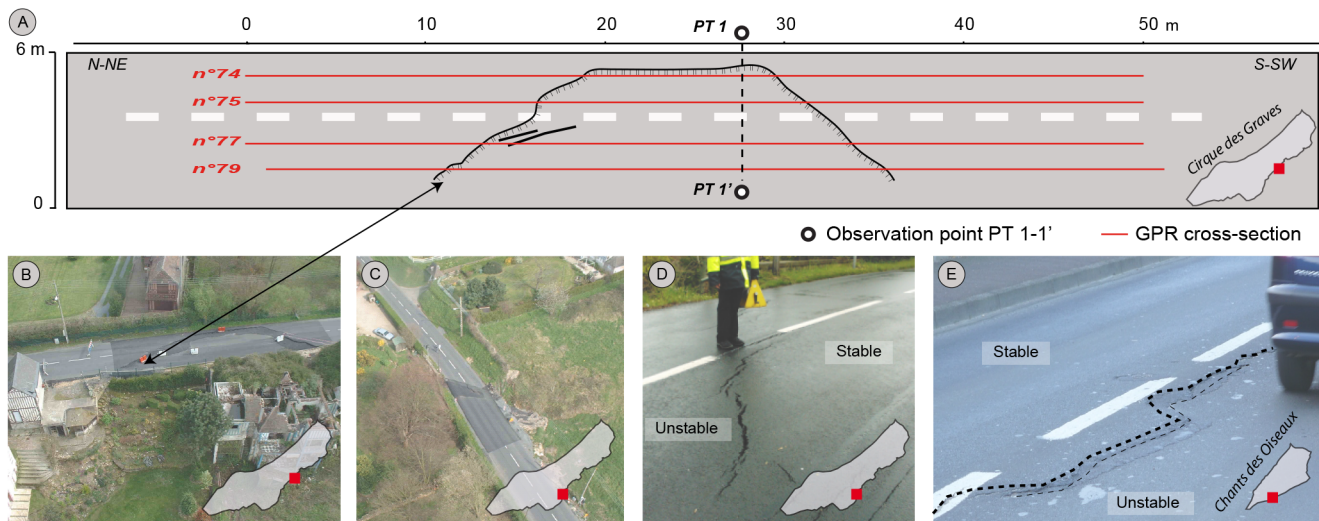 A
0 10 20 PT 1 30 40 50 m
6 m
N-NE
S-SW
n°74
n°75
n°77
n°79
Cirque des Graves
0
PT 1'
Observation point PT 1-1'
GPR cross-section
B
C
D
Stable
Unstable
E
Stable
Unstable
Chants des Oiseaux